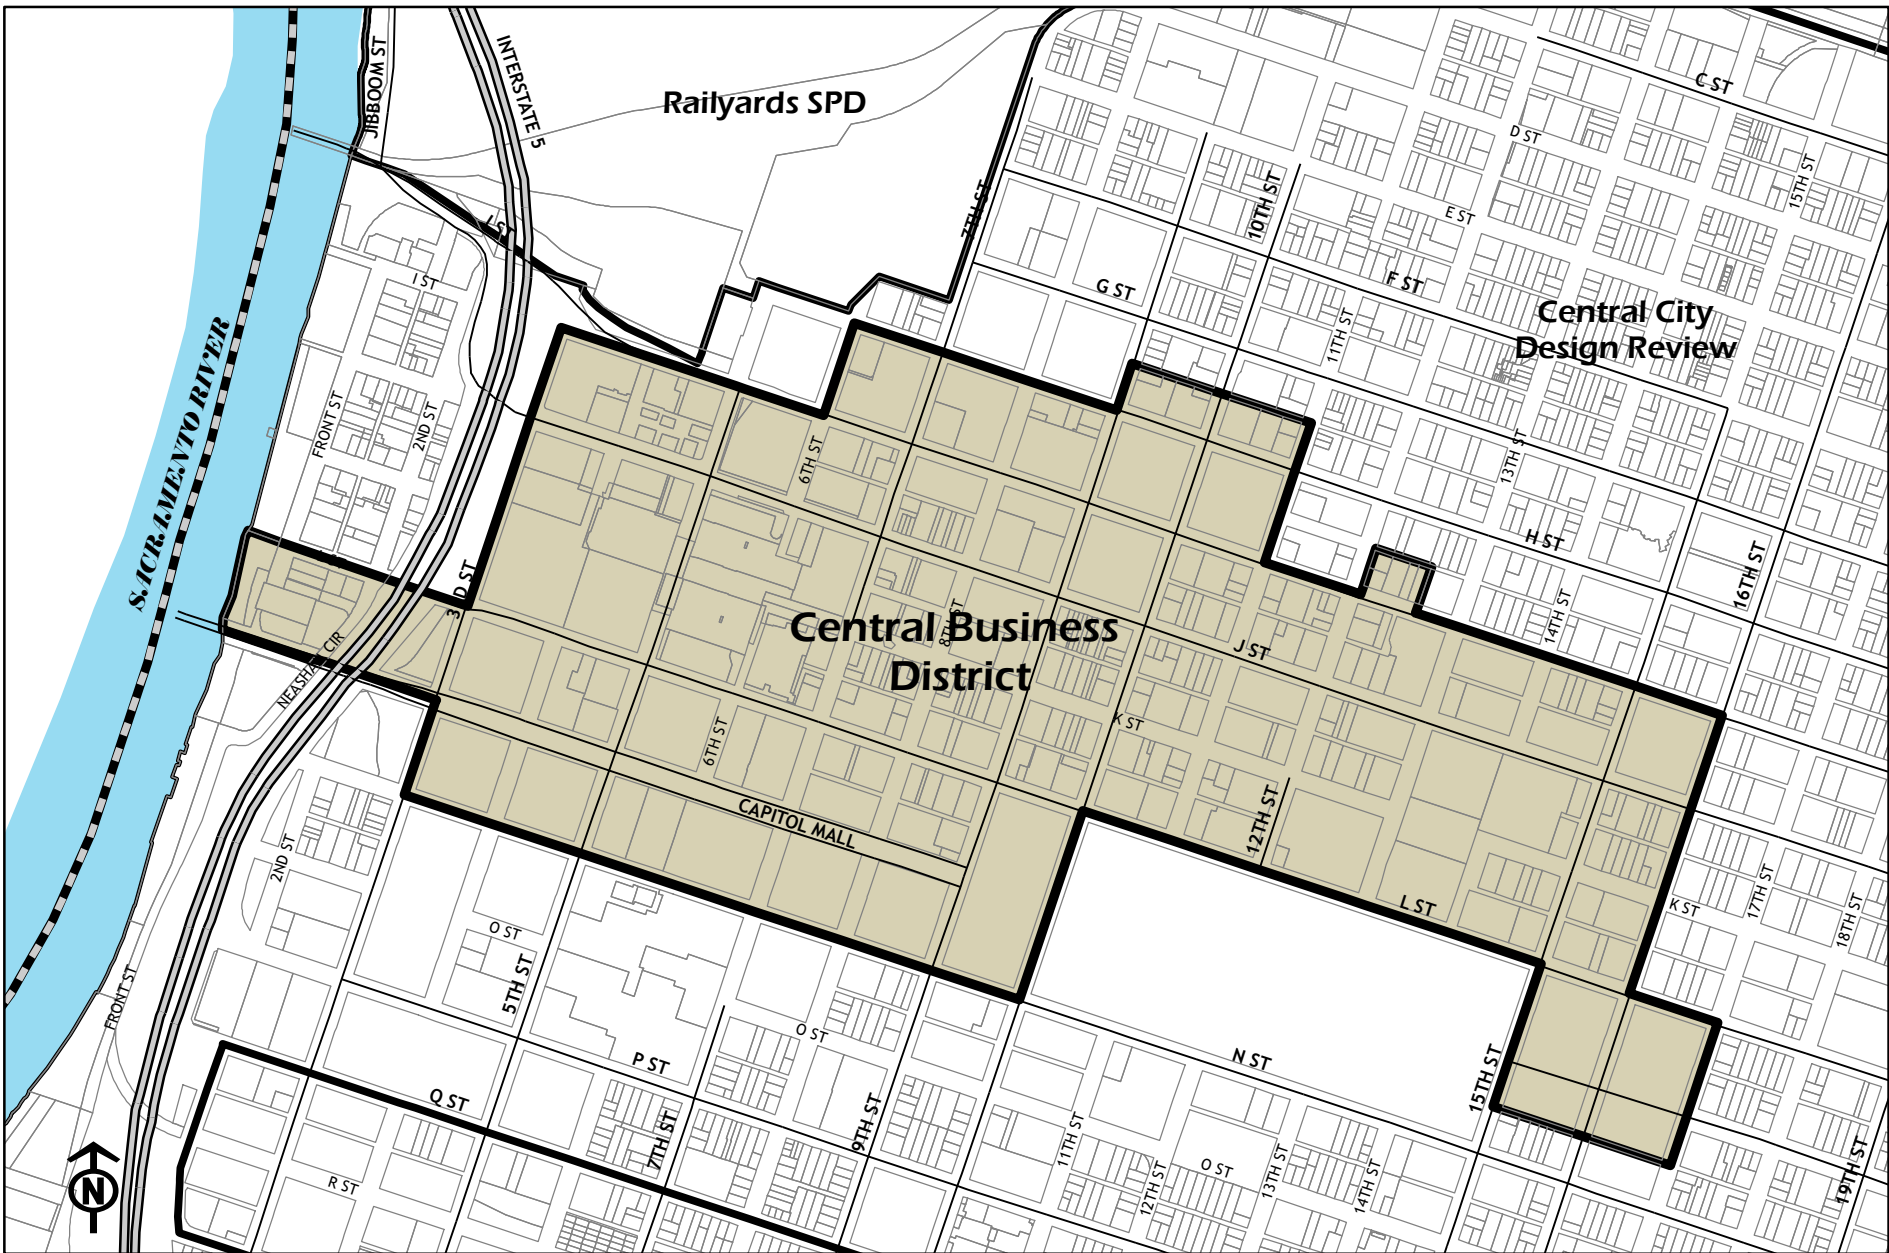 JIBBOOM ST
INTERSTATE 5
Railyards SPD
C ST
D ST
15TH ST
7TH ST
10TH ST
E ST
I ST
I ST
G ST
F ST
Central City
Design Review
11TH ST
SACRAMENTO RIVER
FRONT ST
2ND ST
6TH ST
13TH ST
H ST
16TH ST
14TH ST
8TH ST
Central Business
District
J ST
NEASHAM CIR
K ST
6TH ST
CAPITOL MALL
12TH ST
L ST
K ST
17TH ST
18TH ST
2ND ST
O ST
5TH ST
FRONT ST
O ST
P ST
N ST
15TH ST
Q ST
7TH ST
9TH ST
11TH ST
O ST
12TH ST
13TH ST
14TH ST
19TH ST
R ST
N